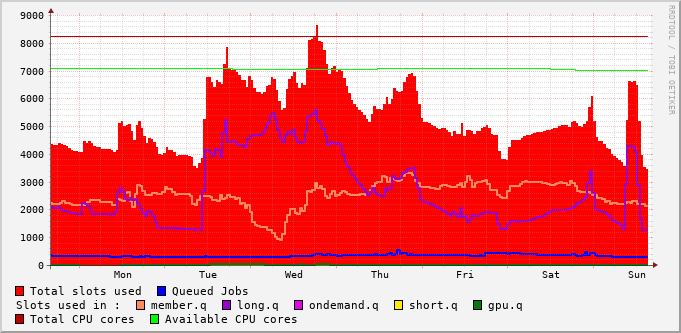 9000
8000
7000
6000
5000
4000
3000
2000
1000
0
Mon Tue Wed Thu Fri Sat Sun
RRDTOOL / TOBI OETIKER
Total slots used Queued Jobs
Slots used in : member.q long.q ondemand.q short.q gpu.q
Total CPU cores Available CPU cores